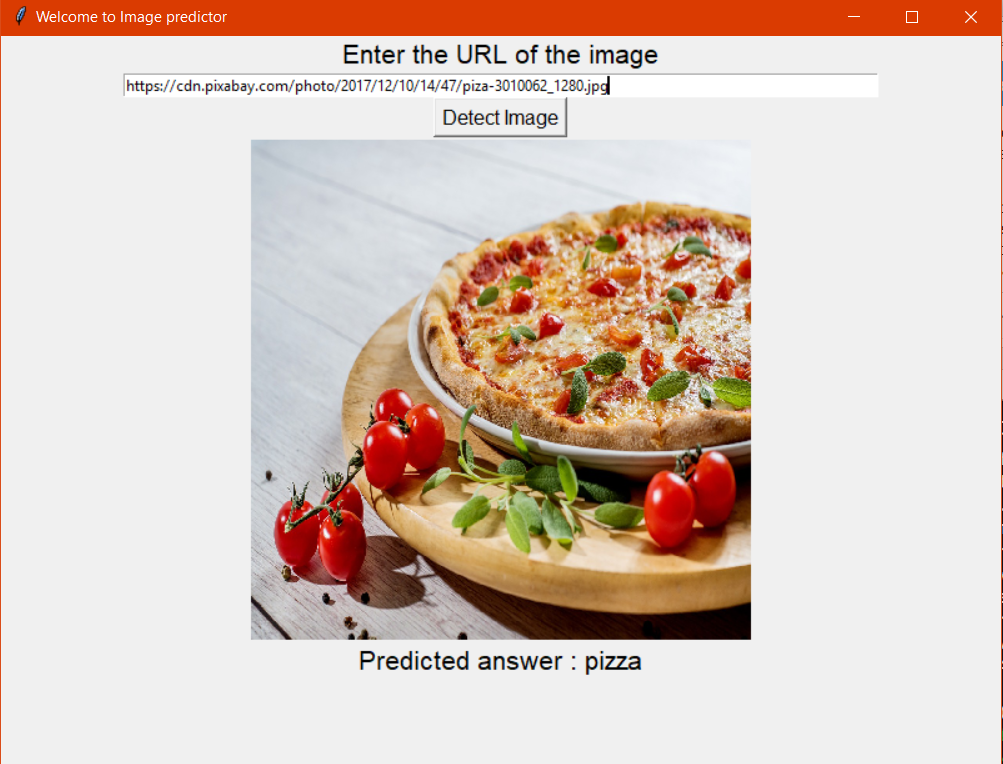 Welcome to Image predictor
Enter the URL of the image
https://cdn.pixabay.com/photo/2017/12/10/14/47/piza-3010062_1280.jpg
Detect Image
Predicted answer : pizza